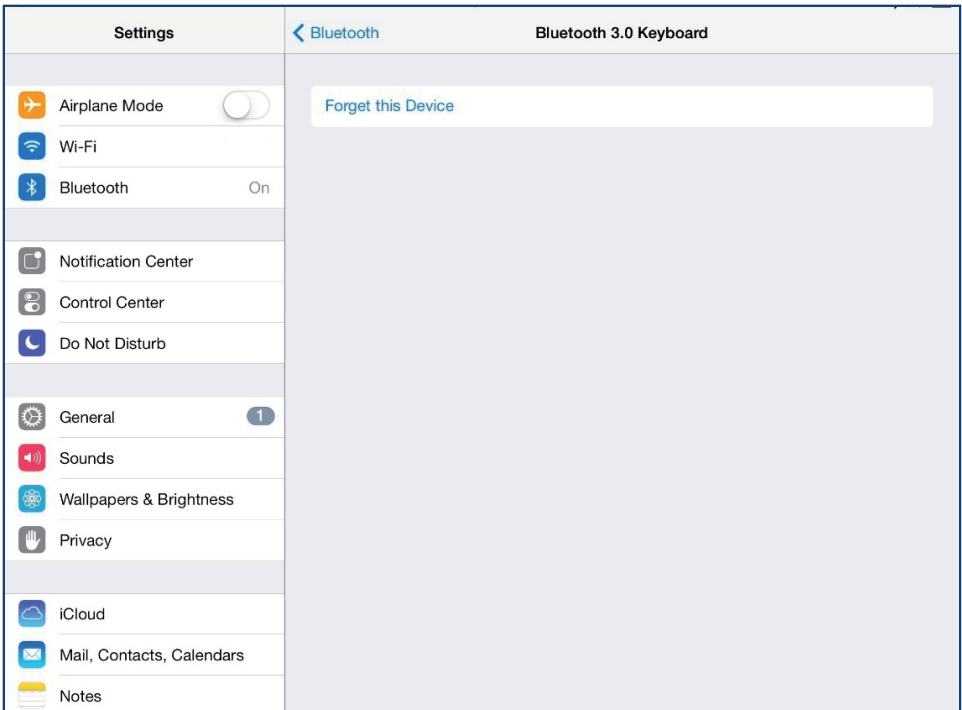 Settings
Bluetooth
Bluetooth 3.0 Keyboard
Airplane Mode
Forget this Device
Wi-Fi
Bluetooth On
Notification Center
Control Center
Do Not Disturb
General 1
Sounds
Wallpapers & Brightness
Privacy
iCloud
Mail, Contacts, Calendars
Notes